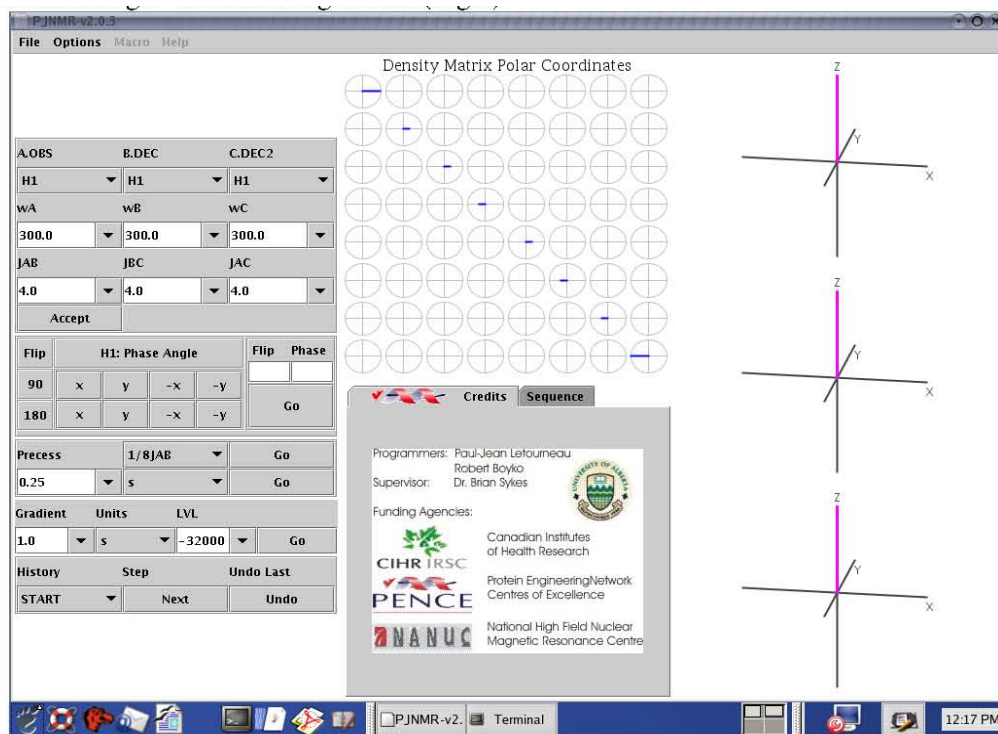 PJNMR-v2.0.3
File Options Macro Help
A.OBS B.DEC C.DEC2
H1 H1 H1
wA wB wC
300.0 300.0 300.0
JAB JBC JAC
4.0 4.0 4.0
Accept
Flip H1: Phase Angle Flip Phase
90 x y -x -y
180 x y -x -y
Go
Precess 1/8JAB Go
0.25 s Go
Gradient Units LVL
1.0 s -32000 Go
History Step Undo Last
START Next Undo
Density Matrix Polar Coordinates
Credits Sequence
Programmers: Paul-Jean Letourneau
Robert Boyko
Supervisor: Dr. Brian Sykes
UNIVERSITY OF ALBERTA
Funding Agencies:
CIHR IRSC
Canadian Institutes
of Health Research
PENCE
Protein EngineeringNetwork
Centres of Excellence
NANUC
National High Field Nuclear
Magnetic Resonance Centre
Z
Y
X
Z
Y
X
Z
Y
X
PJNMR-v2. Terminal
12:17 PM